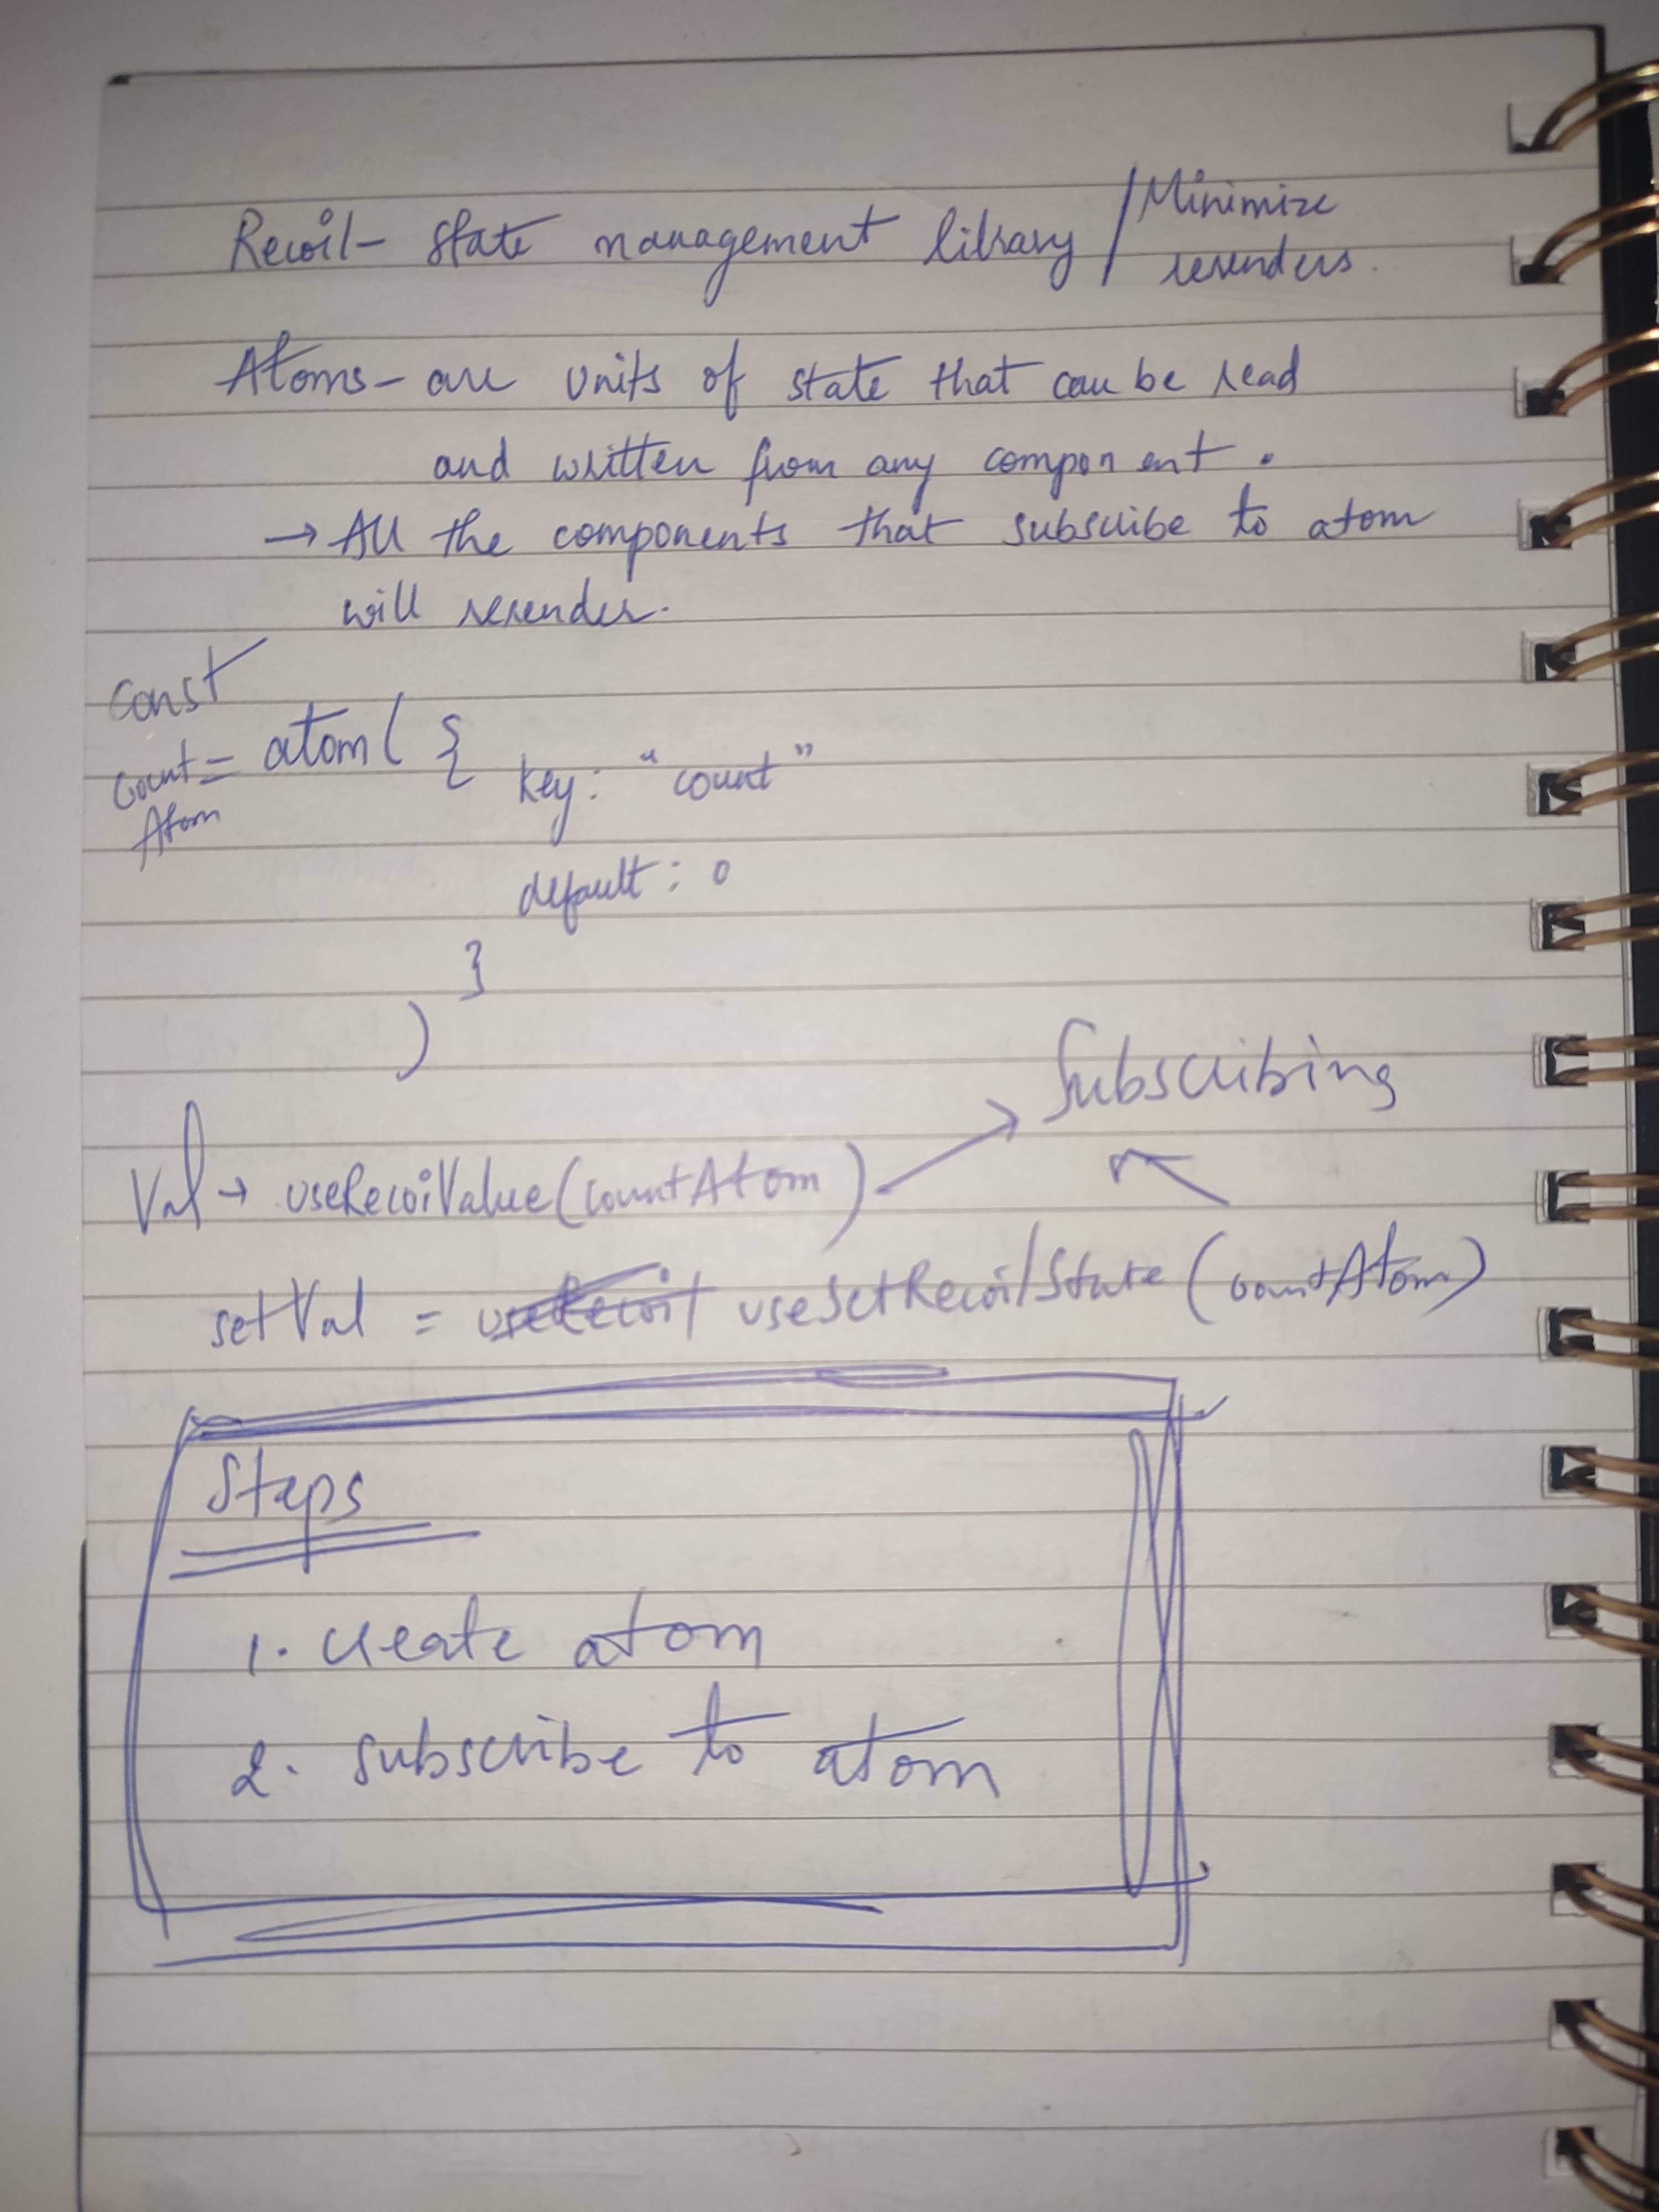 Recoil - State management library / Minimize
rerenders.
Atoms - are units of state that can be read
and written from any component.
→ All the components that subscribe to atom
will rerender.
const
count = atom ( {
Atom
key: "count"
default: 0
}
)
Subscribing
Val → useRecoiValue(countAtom)
setVal = useRecoil useSetRecoilState (countAtom)
Steps
1. create atom
2. subscribe to atom